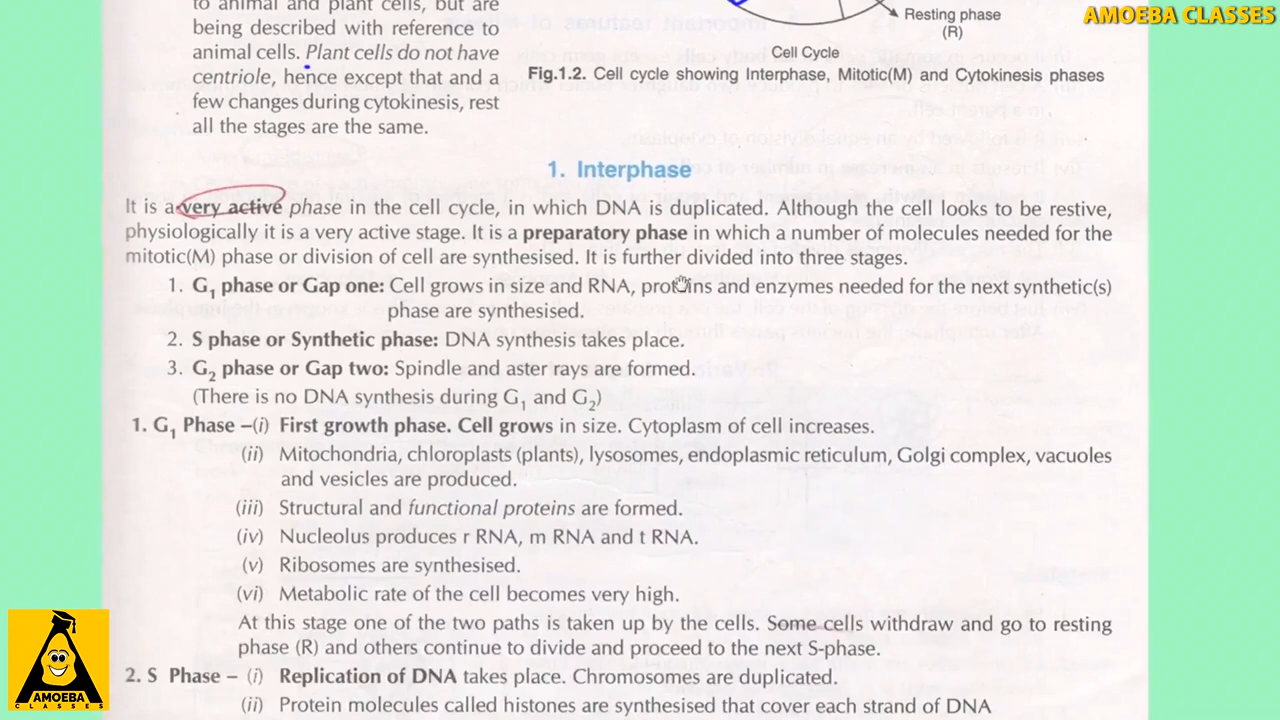 AMOEBA CLASSES
to animal and plant cells, but are
being described with reference to
animal cells. Plant cells do not have
centriole, hence except that and a
few changes during cytokinesis, rest
all the stages are the same.
Resting phase
(R)
Cell Cycle
Fig.1.2. Cell cycle showing Interphase, Mitotic(M) and Cytokinesis phases
1. Interphase
It is a very active phase in the cell cycle, in which DNA is duplicated. Although the cell looks to be restive,
physiologically it is a very active stage. It is a preparatory phase in which a number of molecules needed for the
mitotic(M) phase or division of cell are synthesised. It is further divided into three stages.
1. G₁ phase or Gap one: Cell grows in size and RNA, proteins and enzymes needed for the next synthetic(s)
phase are synthesised.
2. S phase or Synthetic phase: DNA synthesis takes place.
3. G₂ phase or Gap two: Spindle and aster rays are formed.
(There is no DNA synthesis during G₁ and G₂)
1. G₁ Phase –(i) First growth phase. Cell grows in size. Cytoplasm of cell increases.
(ii) Mitochondria, chloroplasts (plants), lysosomes, endoplasmic reticulum, Golgi complex, vacuoles
and vesicles are produced.
(iii) Structural and functional proteins are formed.
(iv) Nucleolus produces r RNA, m RNA and t RNA.
(v) Ribosomes are synthesised.
(vi) Metabolic rate of the cell becomes very high.
At this stage one of the two paths is taken up by the cells. Some cells withdraw and go to resting
phase (R) and others continue to divide and proceed to the next S-phase.
2. S Phase – (i) Replication of DNA takes place. Chromosomes are duplicated.
(ii) Protein molecules called histones are synthesised that cover each strand of DNA
AMOEBA
CLASSES